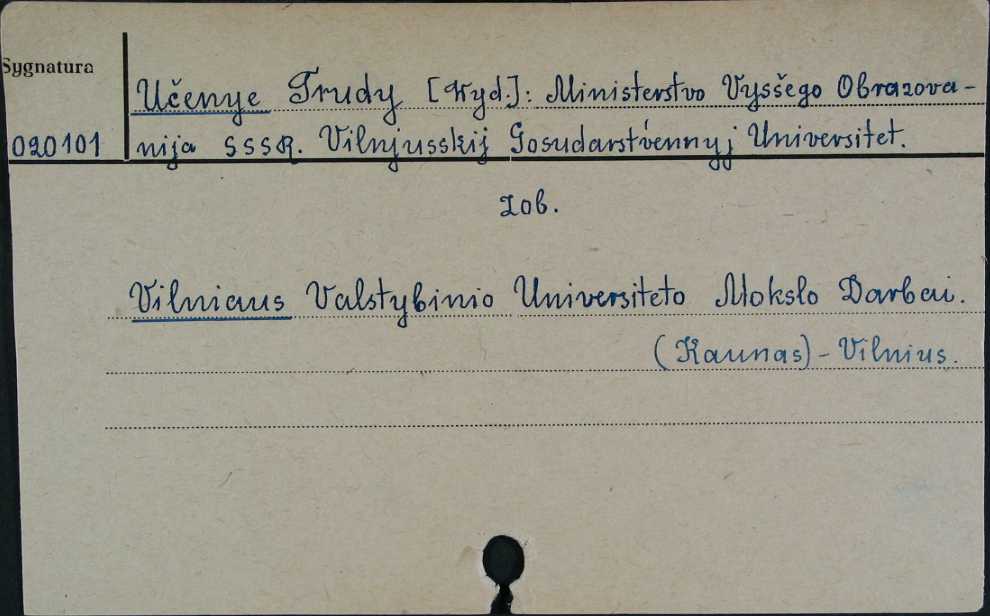 Sygnatura
Učenye Trudy [Wyd.]: Ministerstvo Vysšego Obrazova-
020101 nija SSSR. Vilnjusskij Gosudarstvennyj Universitet.
Zob.
Vilniaus Valstybinio Universiteto Mokslo Darbai.
(Kaunas) - Vilnius.